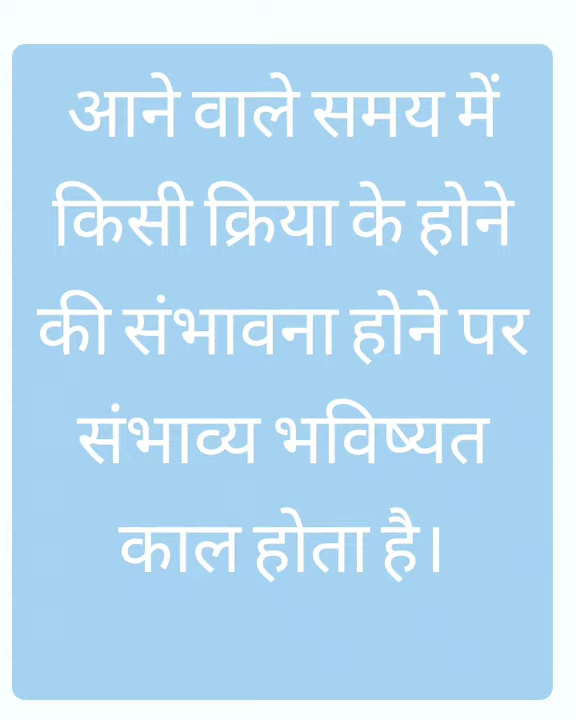 आने वाले समय में
किसी क्रिया के होने
की संभावना होने पर
संभाव्य भविष्यत
काल होता है।